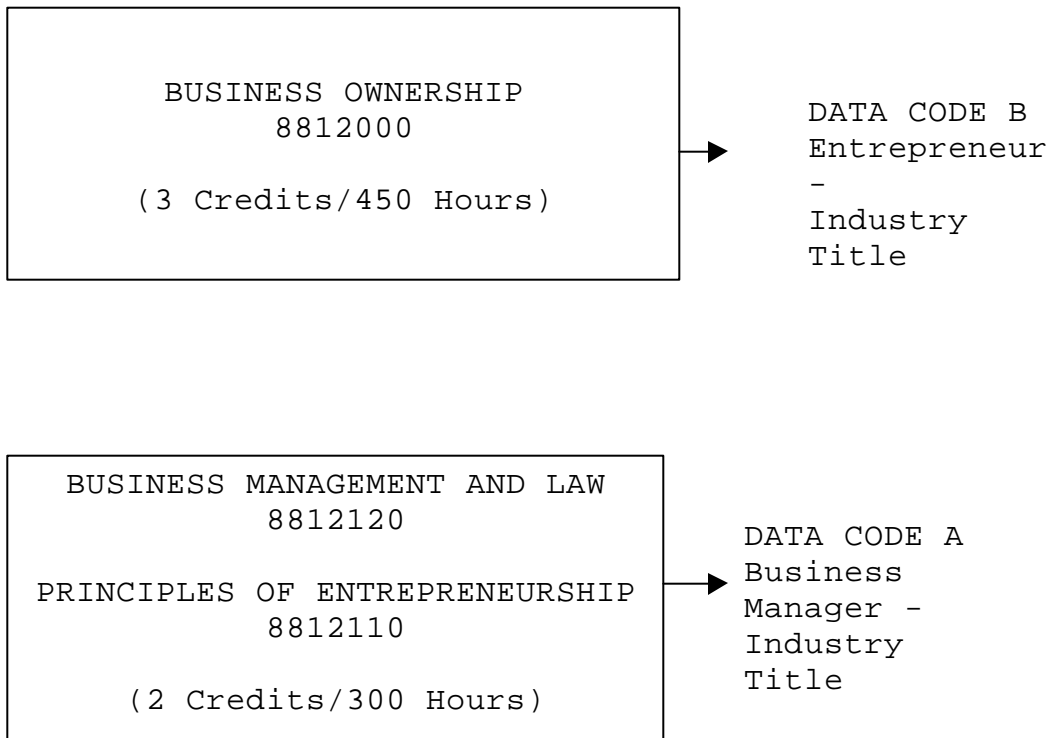 BUSINESS OWNERSHIP
8812000
(3 Credits/450 Hours)
DATA CODE B
Entrepreneur
-
Industry
Title
BUSINESS MANAGEMENT AND LAW
8812120
PRINCIPLES OF ENTREPRENEURSHIP
8812110
(2 Credits/300 Hours)
DATA CODE A
Business
Manager -
Industry
Title